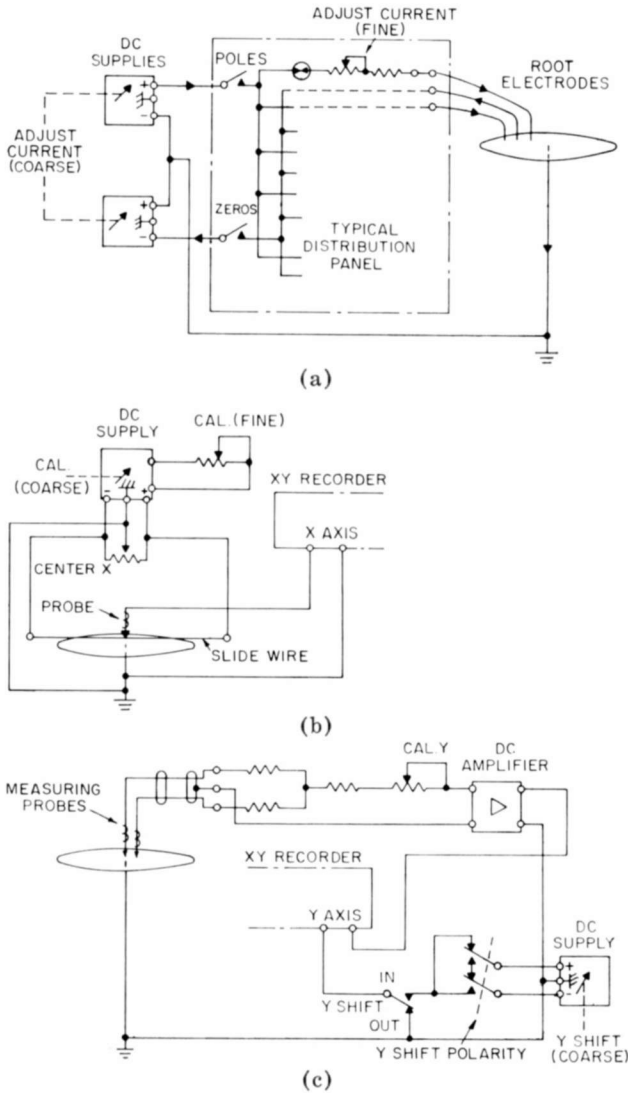 ADJUST CURRENT
(FINE)
DC
SUPPLIES
POLES
ROOT
ELECTRODES
+
-
ADJUST
CURRENT
(COARSE)
+
-
ZEROS
TYPICAL
DISTRIBUTION
PANEL
(a)
DC
SUPPLY
CAL.(FINE)
CAL.
(COARSE)
- +
XY RECORDER
X AXIS
CENTER X
PROBE
SLIDE WIRE
(b)
CAL.Y
DC
AMPLIFIER
MEASURING
PROBES
XY RECORDER
Y AXIS
DC
SUPPLY
IN
+
-
Y SHIFT
OUT
Y SHIFT POLARITY
Y SHIFT
(COARSE)
(c)